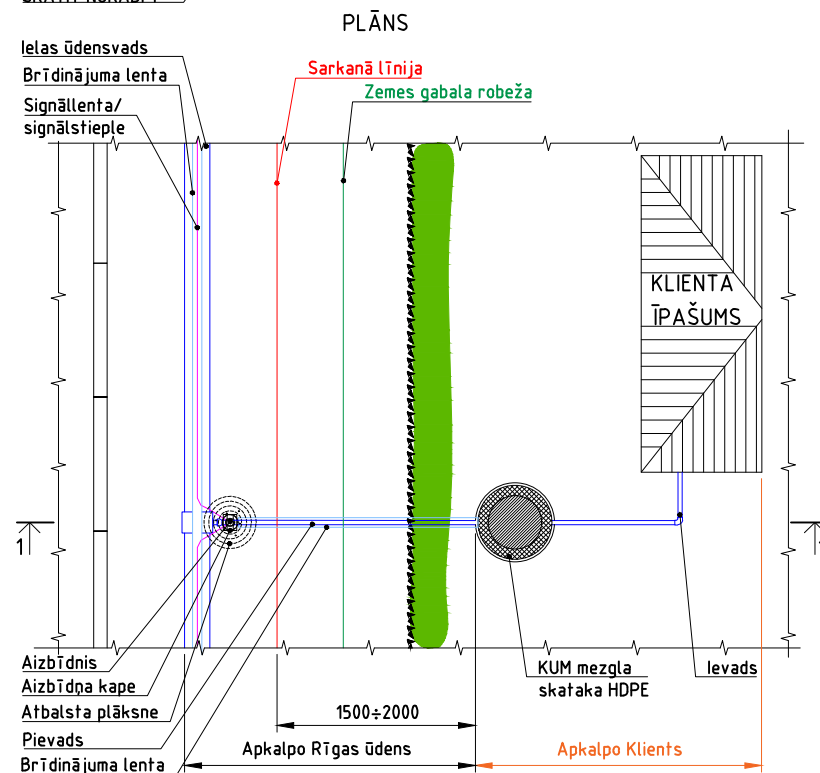 PLĀNS
Ielas ūdensvads
Brīdinājuma lenta
Signāllenta/
signālstieple
Sarkanā līnija
Zemes gabala robeža
KLIENTA
ĪPAŠUMS
1
Aizbīdnis
Aizbīdņa kape
Atbalsta plāksne
Pievads
Brīdinājuma lenta
KUM mezgla
skataka HDPE
Ievads
1500÷2000
Apkalpo Rīgas ūdens
Apkalpo Klients